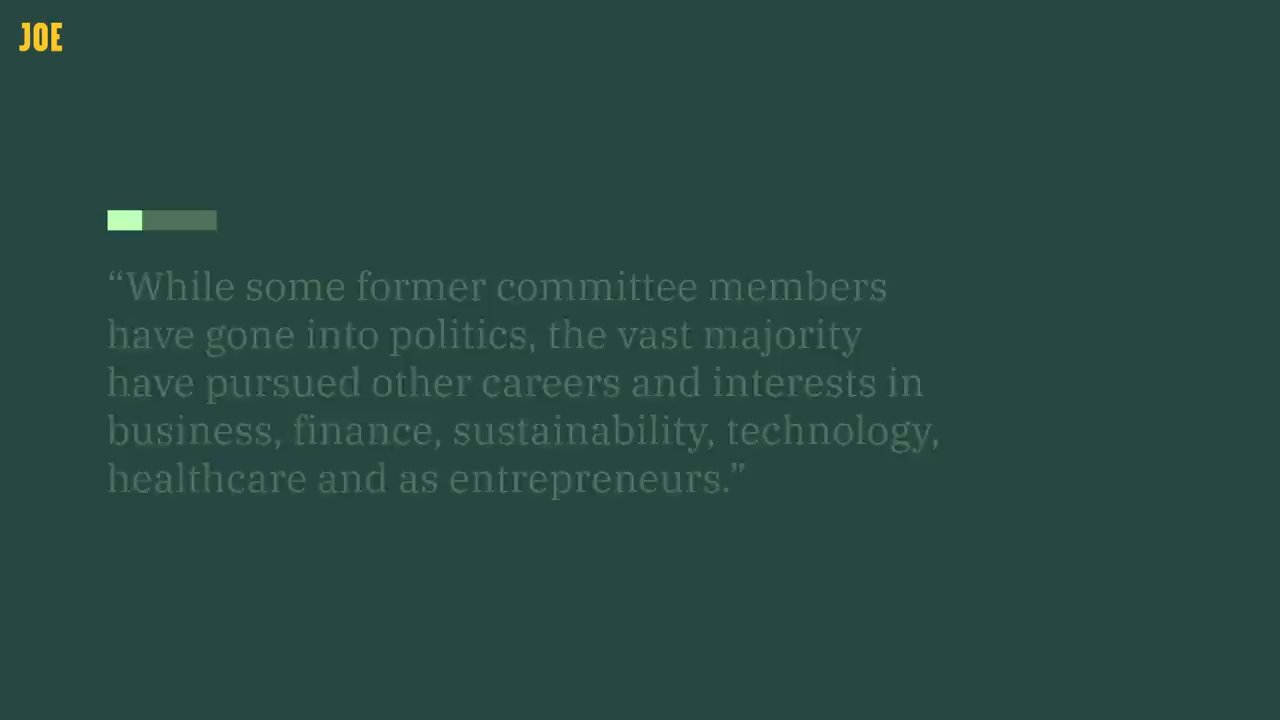 JOE
“While some former committee members
have gone into politics, the vast majority
have pursued other careers and interests in
business, finance, sustainability, technology,
healthcare and as entrepreneurs.”